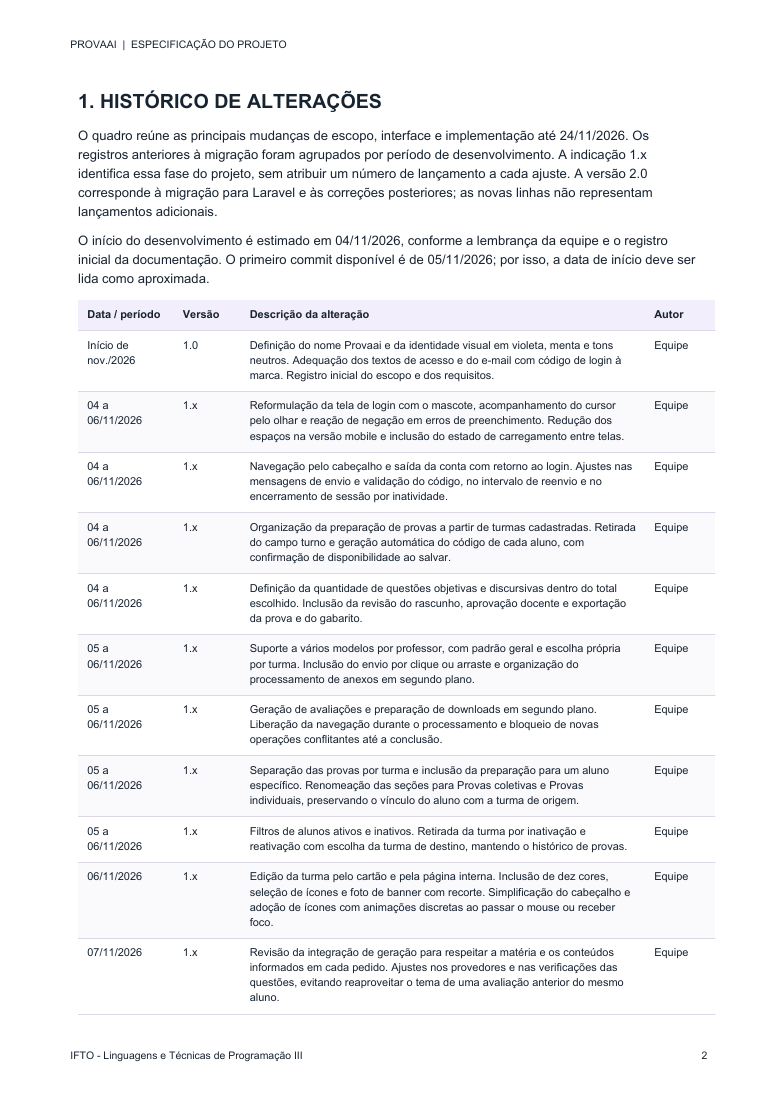 PROVAAI | ESPECIFICAÇÃO DO PROJETO
1. HISTÓRICO DE ALTERAÇÕES
O quadro reúne as principais mudanças de escopo, interface e implementação até 24/11/2026. Os
registros anteriores à migração foram agrupados por período de desenvolvimento. A indicação 1.x
identifica essa fase do projeto, sem atribuir um número de lançamento a cada ajuste. A versão 2.0
corresponde à migração para Laravel e às correções posteriores; as novas linhas não representam
lançamentos adicionais.
O início do desenvolvimento é estimado em 04/11/2026, conforme a lembrança da equipe e o registro
inicial da documentação. O primeiro commit disponível é de 05/11/2026; por isso, a data de início deve ser
lida como aproximada.
Data / período Versão Descrição da alteração Autor
Início de 1.0 Definição do nome Provaai e da identidade visual em violeta, menta e tons Equipe
nov./2026 neutros. Adequação dos textos de acesso e do e-mail com código de login à
marca. Registro inicial do escopo e dos requisitos.
04 a 1.x Reformulação da tela de login com o mascote, acompanhamento do cursor Equipe
06/11/2026 pelo olhar e reação de negação em erros de preenchimento. Redução dos
espaços na versão mobile e inclusão do estado de carregamento entre telas.
04 a 1.x Navegação pelo cabeçalho e saída da conta com retorno ao login. Ajustes nas Equipe
06/11/2026 mensagens de envio e validação do código, no intervalo de reenvio e no
encerramento de sessão por inatividade.
04 a 1.x Organização da preparação de provas a partir de turmas cadastradas. Retirada Equipe
06/11/2026 do campo turno e geração automática do código de cada aluno, com
confirmação de disponibilidade ao salvar.
04 a 1.x Definição da quantidade de questões objetivas e discursivas dentro do total Equipe
06/11/2026 escolhido. Inclusão da revisão do rascunho, aprovação docente e exportação
da prova e do gabarito.
05 a 1.x Suporte a vários modelos por professor, com padrão geral e escolha própria Equipe
06/11/2026 por turma. Inclusão do envio por clique ou arraste e organização do
processamento de anexos em segundo plano.
05 a 1.x Geração de avaliações e preparação de downloads em segundo plano. Equipe
06/11/2026 Liberação da navegação durante o processamento e bloqueio de novas
operações conflitantes até a conclusão.
05 a 1.x Separação das provas por turma e inclusão da preparação para um aluno Equipe
06/11/2026 específico. Renomeação das seções para Provas coletivas e Provas
individuais, preservando o vínculo do aluno com a turma de origem.
05 a 1.x Filtros de alunos ativos e inativos. Retirada da turma por inativação e Equipe
06/11/2026 reativação com escolha da turma de destino, mantendo o histórico de provas.
06/11/2026 1.x Edição da turma pelo cartão e pela página interna. Inclusão de dez cores, Equipe
seleção de ícones e foto de banner com recorte. Simplificação do cabeçalho e
adoção de ícones com animações discretas ao passar o mouse ou receber
foco.
07/11/2026 1.x Revisão da integração de geração para respeitar a matéria e os conteúdos Equipe
informados em cada pedido. Ajustes nos provedores e nas verificações das
questões, evitando reaproveitar o tema de uma avaliação anterior do mesmo
aluno.
IFTO - Linguagens e Técnicas de Programação III 2